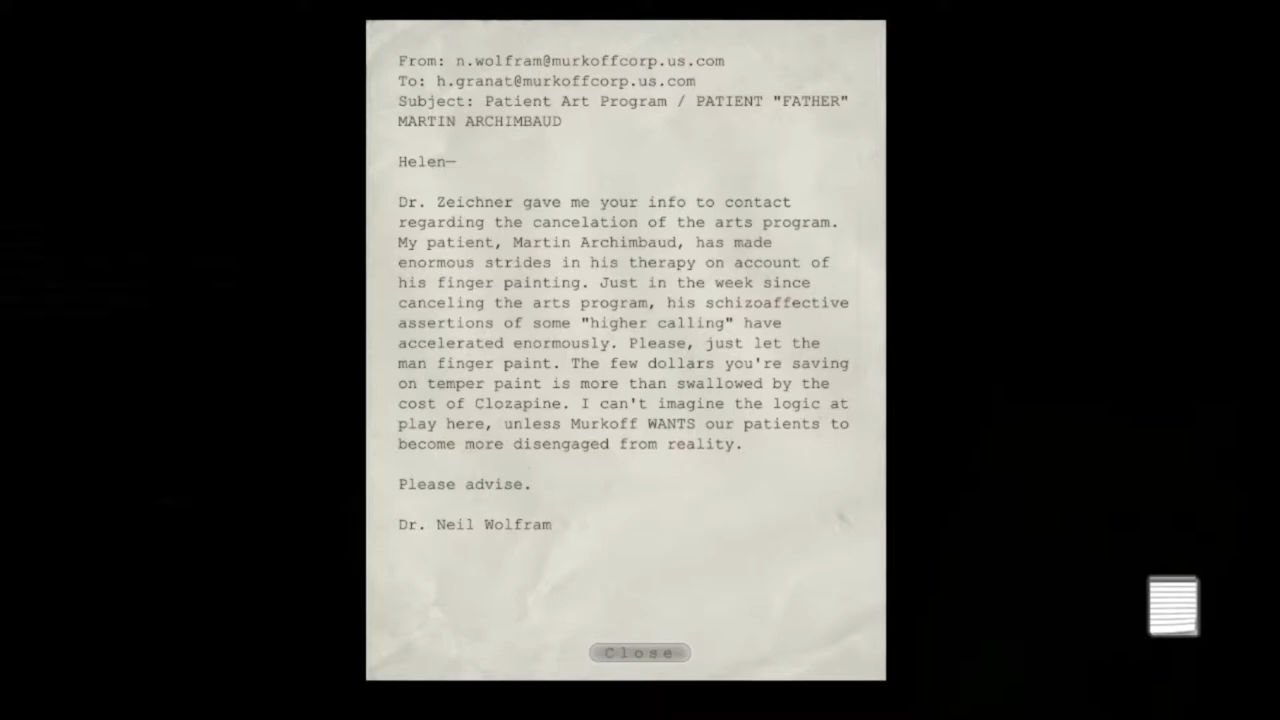 From: n.wolfram@murkoffcorp.us.com
To: h.granat@murkoffcorp.us.com
Subject: Patient Art Program / PATIENT "FATHER"
MARTIN ARCHIMBAUD
Helen—
Dr. Zeichner gave me your info to contact
regarding the cancelation of the arts program.
My patient, Martin Archimbaud, has made
enormous strides in his therapy on account of
his finger painting. Just in the week since
canceling the arts program, his schizoaffective
assertions of some "higher calling" have
accelerated enormously. Please, just let the
man finger paint. The few dollars you're saving
on temper paint is more than swallowed by the
cost of Clozapine. I can't imagine the logic at
play here, unless Murkoff WANTS our patients to
become more disengaged from reality.
Please advise.
Dr. Neil Wolfram
Close